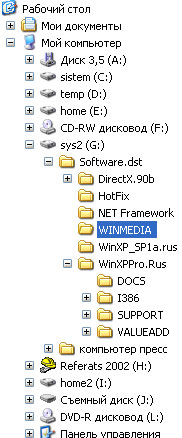 Рабочий стол
Мои документы
Мой компьютер
Диск 3,5 (A:)
sistem (C:)
temp (D:)
home (E:)
CD-RW дисковод (F:)
sys2 (G:)
Software.dst
DirectX.90b
HotFix
NET Framework
WINMEDIA
WinXP_SP1a.rus
WinXPPro.Rus
DOCS
I386
SUPPORT
VALUEADD
компьютер пресс
Referats 2002 (H:)
home2 (I:)
Съемный диск (J:)
DVD-R дисковод (L:)
Панель управления